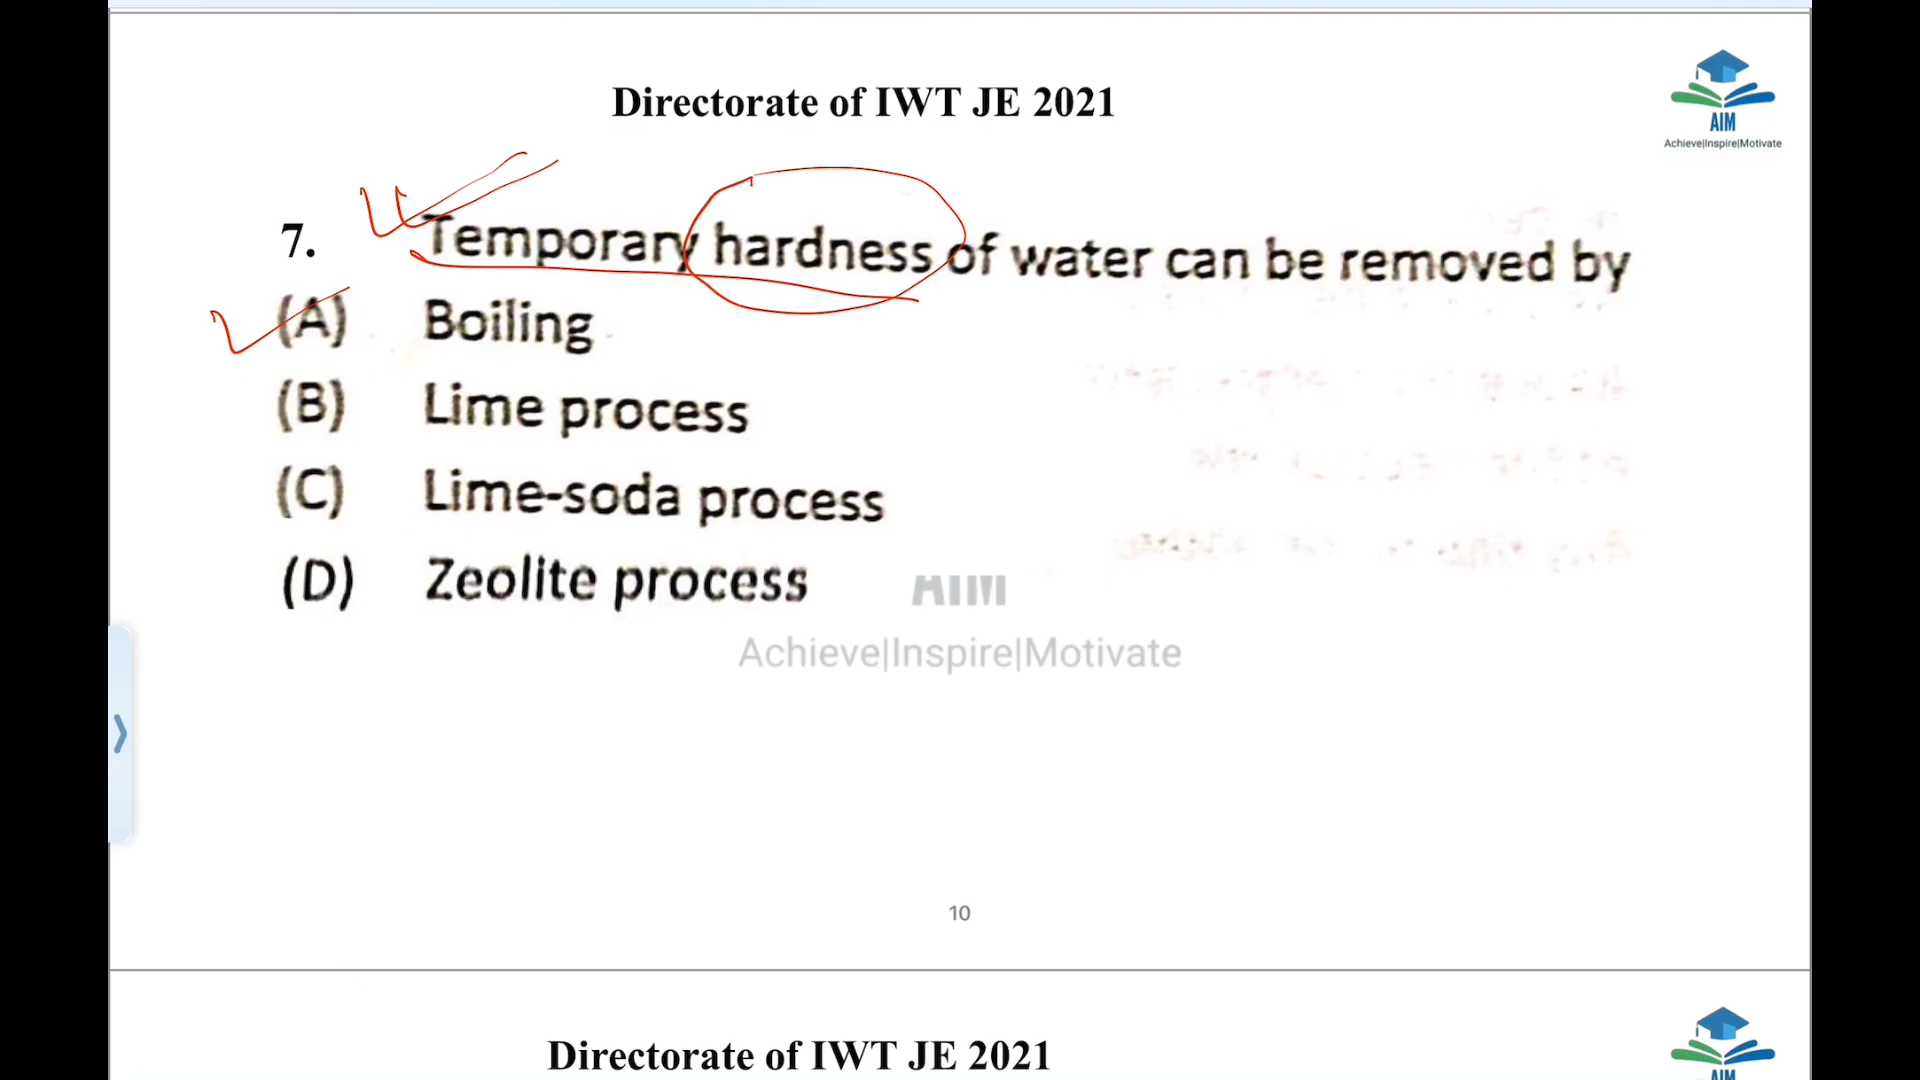 Directorate of IWT JE 2021
AIM
Achieve|Inspire|Motivate
7. Temporary hardness of water can be removed by
(A) Boiling
(B) Lime process
(C) Lime-soda process
(D) Zeolite process
AIM
Achieve|Inspire|Motivate
10
Directorate of IWT JE 2021
AIM